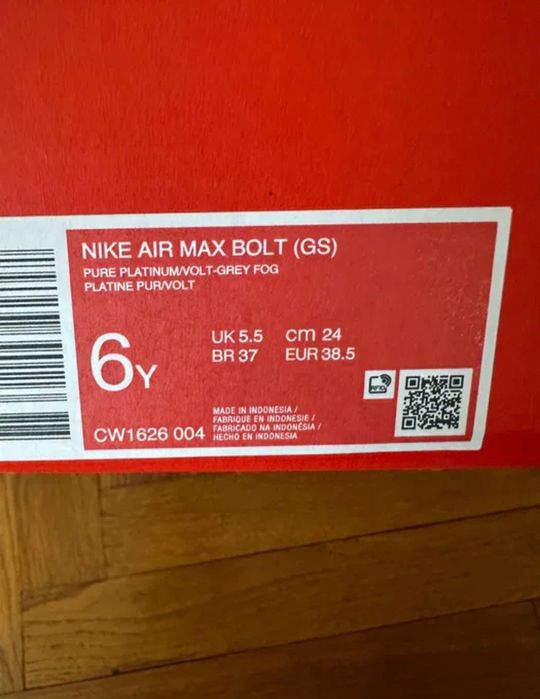 NIKE AIR MAX BOLT (GS)
PURE PLATINUM/VOLT-GREY FOG
PLATINE PUR/VOLT
6Y
UK 5.5 cm 24
BR 37 EUR 38.5
CW1626 004
MADE IN INDONESIA /
FABRIQUE EN INDONESIE /
FABRICADO NA INDONÉSIA /
HECHO EN INDONESIA